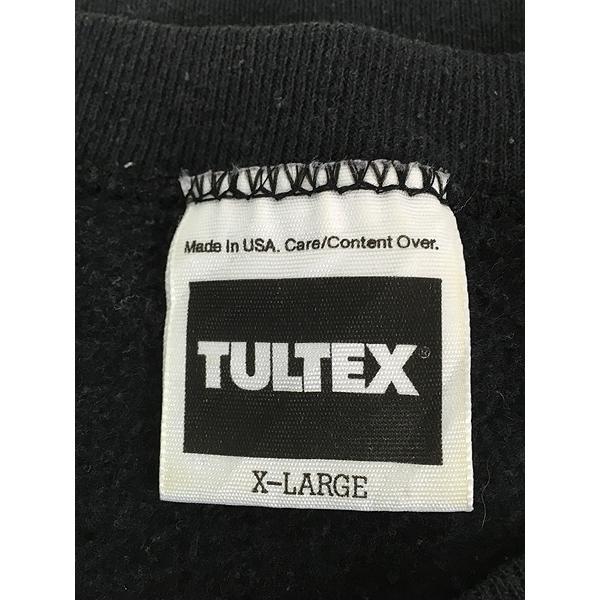 Made in USA. Care/Content Over.
TULTEX®
X-LARGE